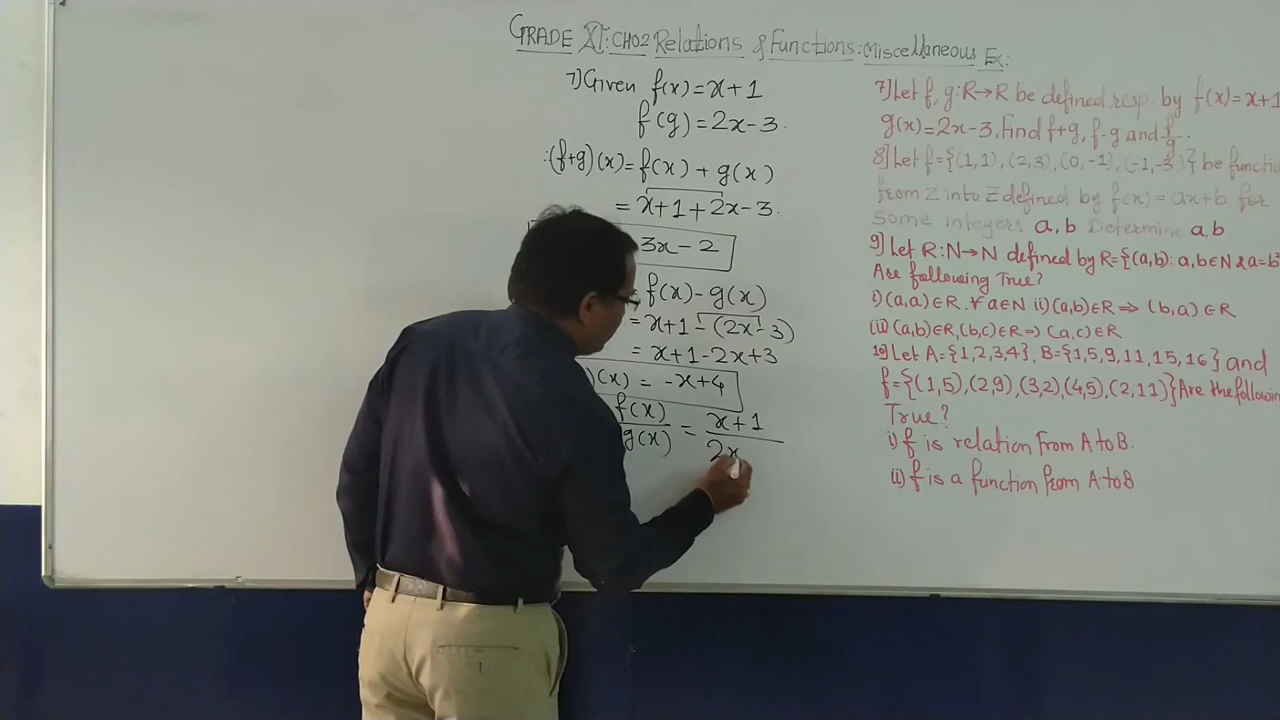 GRADE XI:CH02 Relations & Functions:Miscellaneous Ex:
7) Given f(x)=x+1
f(g)=2x-3.
:(f+g)(x)=f(x)+g(x)
=x+1+2x-3.
3x-2
=f(x)-g(x)
=x+1-(2x-3)
=x+1-2x+3
)(x)=-x+4
f(x)/g(x) = x+1/2x
7] Let f, g:R→R be defined resp. by f(x)=x+1
g(x)=2x-3, Find f+g, f-g and f/g.
8] Let f={(1,1),(2,3),(0,-1),(-1,-3)} be functi
from Z into Z defined by f(x)=ax+b for
some integers a,b Determine a,b
9] Let R:N→N defined by R={(a,b): a,b∈N & a=b²
Are following True?
i) (a,a)∈R, ∀ a∈N ii) (a,b)∈R ⇒ (b,a)∈R
(iii) (a,b)∈R,(b,c)∈R⇒(a,c)∈R
10] Let A={1,2,3,4}, B={1,5,9,11,15,16} and
f={(1,5),(2,9),(3,2),(4,5),(2,11)} Are the followin
True?
i) f is relation from A to B.
ii) f is a function from A to B